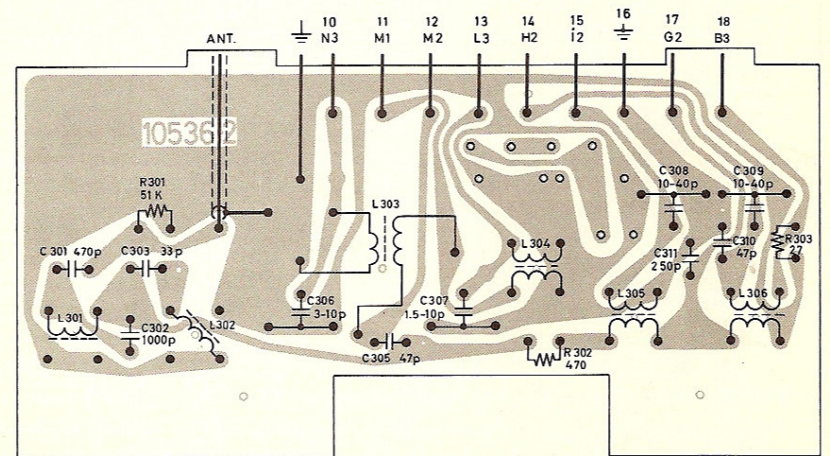 ANT.
10
N3
11
M1
12
M2
13
L3
14
H2
15
i2
16
17
G2
18
B3
105362
R301
51 K
L303
C308
10-40p
C309
10-40p
C301 470p
C303 33p
L304
C311
250p
C310
47p
R303
27
L301
C302
1000p
L302
C306
3-10p
C307
1.5-10p
L305
L306
C305 47p
R302
470